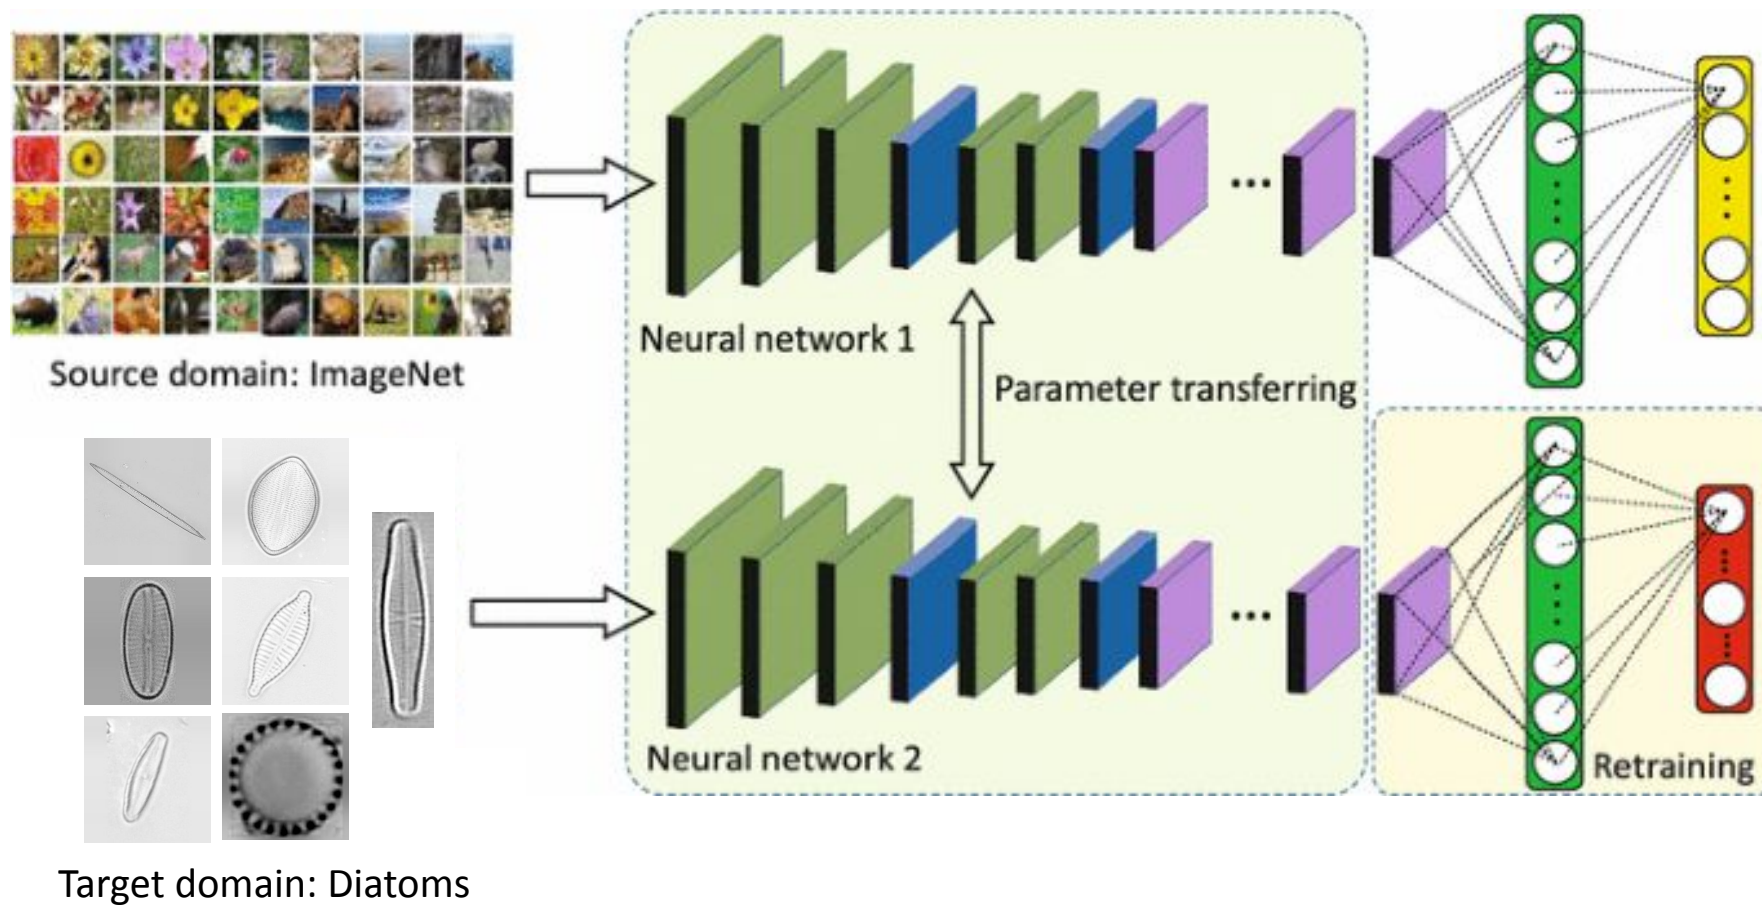 Source domain: ImageNet
Neural network 1
Parameter transferring
Neural network 2
Retraining
Target domain: Diatoms